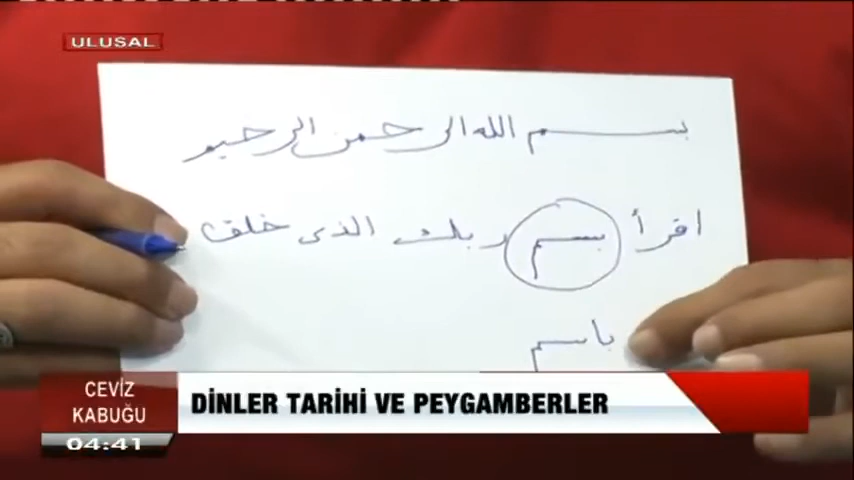 ULUSAL
بسم الله الرحمن الرحيم
اقرأ بسم ربك الذى خلق
باسم
CEVİZ
KABUĞU
DİNLER TARİHİ VE PEYGAMBERLER
04:41